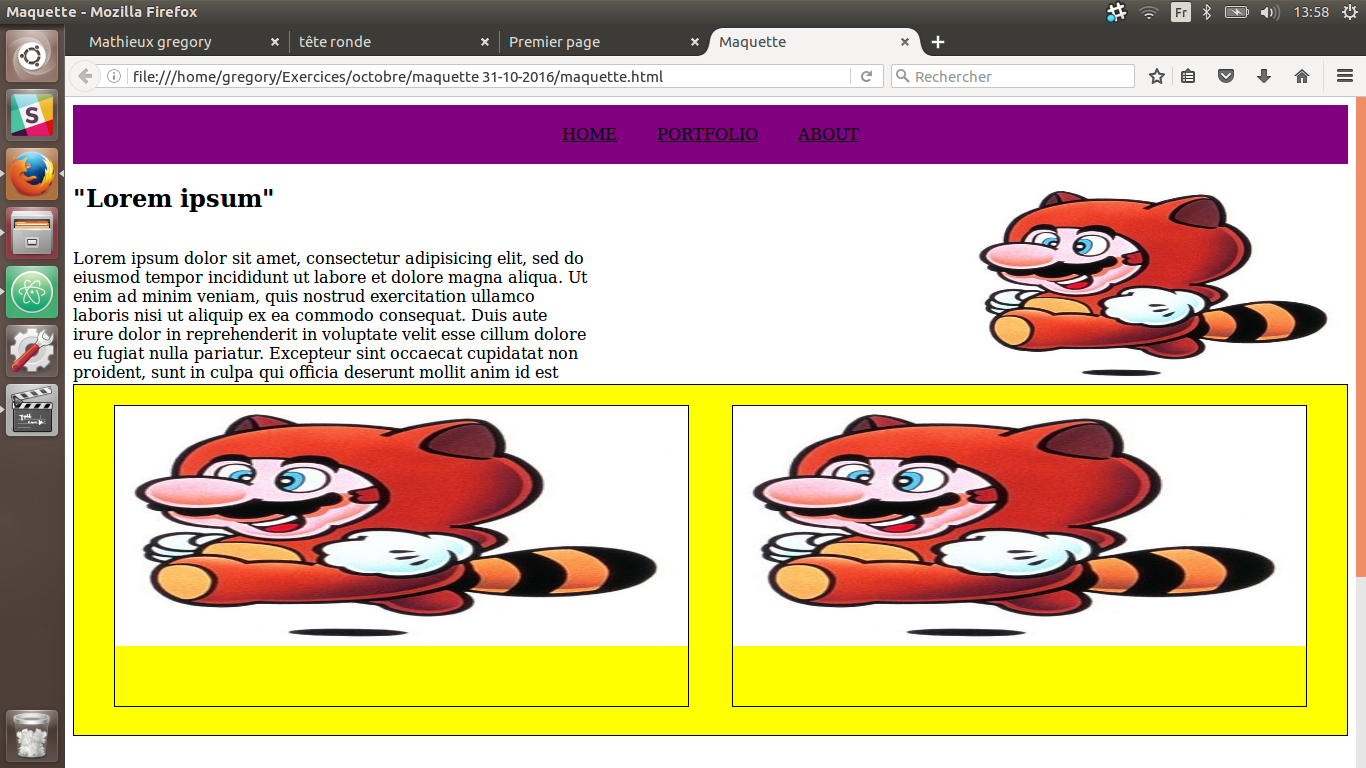 Maquette - Mozilla Firefox
Fr
13:58
Mathieux gregory
tête ronde
Premier page
Maquette
file:///home/gregory/Exercices/octobre/maquette 31-10-2016/maquette.html
Rechercher
HOME PORTFOLIO ABOUT
"Lorem ipsum"
Lorem ipsum dolor sit amet, consectetur adipisicing elit, sed do
eiusmod tempor incididunt ut labore et dolore magna aliqua. Ut
enim ad minim veniam, quis nostrud exercitation ullamco
laboris nisi ut aliquip ex ea commodo consequat. Duis aute
irure dolor in reprehenderit in voluptate velit esse cillum dolore
eu fugiat nulla pariatur. Excepteur sint occaecat cupidatat non
proident, sunt in culpa qui officia deserunt mollit anim id est